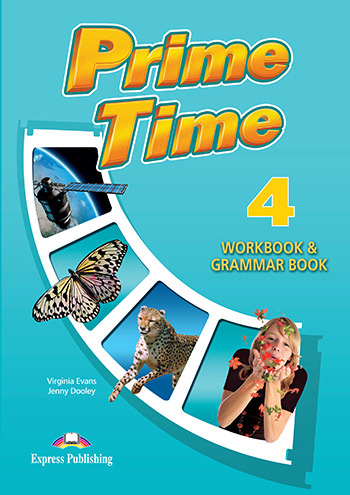 Prime
Time
4
WORKBOOK &
GRAMMAR BOOK
Virginia Evans
Jenny Dooley
Express Publishing